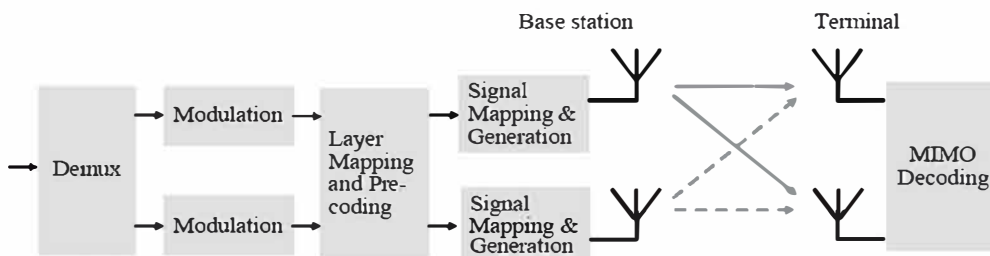 Base station
Terminal
Signal
Mapping &
Generation
Modulation
Layer
Mapping
and Pre-
coding
Demux
MIMO
Decoding
Modulation
Signal
Mapping &
Generation